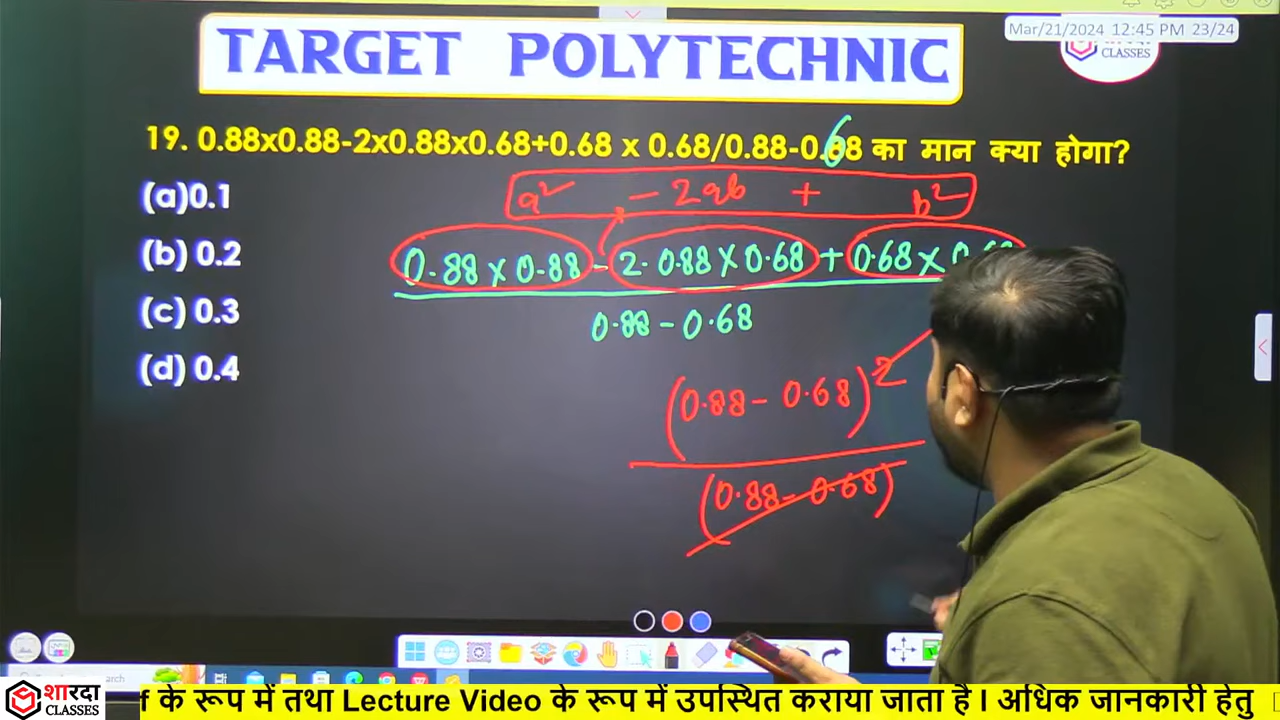 Mar/21/2024 12:45 PM 23/24
TARGET POLYTECHNIC
CLASSES
19. 0.88x0.88-2x0.88x0.68+0.68 x 0.68/0.88-0.68 का मान क्या होगा?
(a)0.1
(b) 0.2
(c) 0.3
(d) 0.4
a² - 2ab + b²
0.88 x 0.88 - 2. 0.88 x 0.68 + 0.68 x
0.88 - 0.68
(0.88 - 0.68)²
(0.88 - 0.68)
शारदा
CLASSES
के रूप में तथा Lecture Video के रूप में उपस्थित कराया जाता है । अधिक जानकारी हेतु